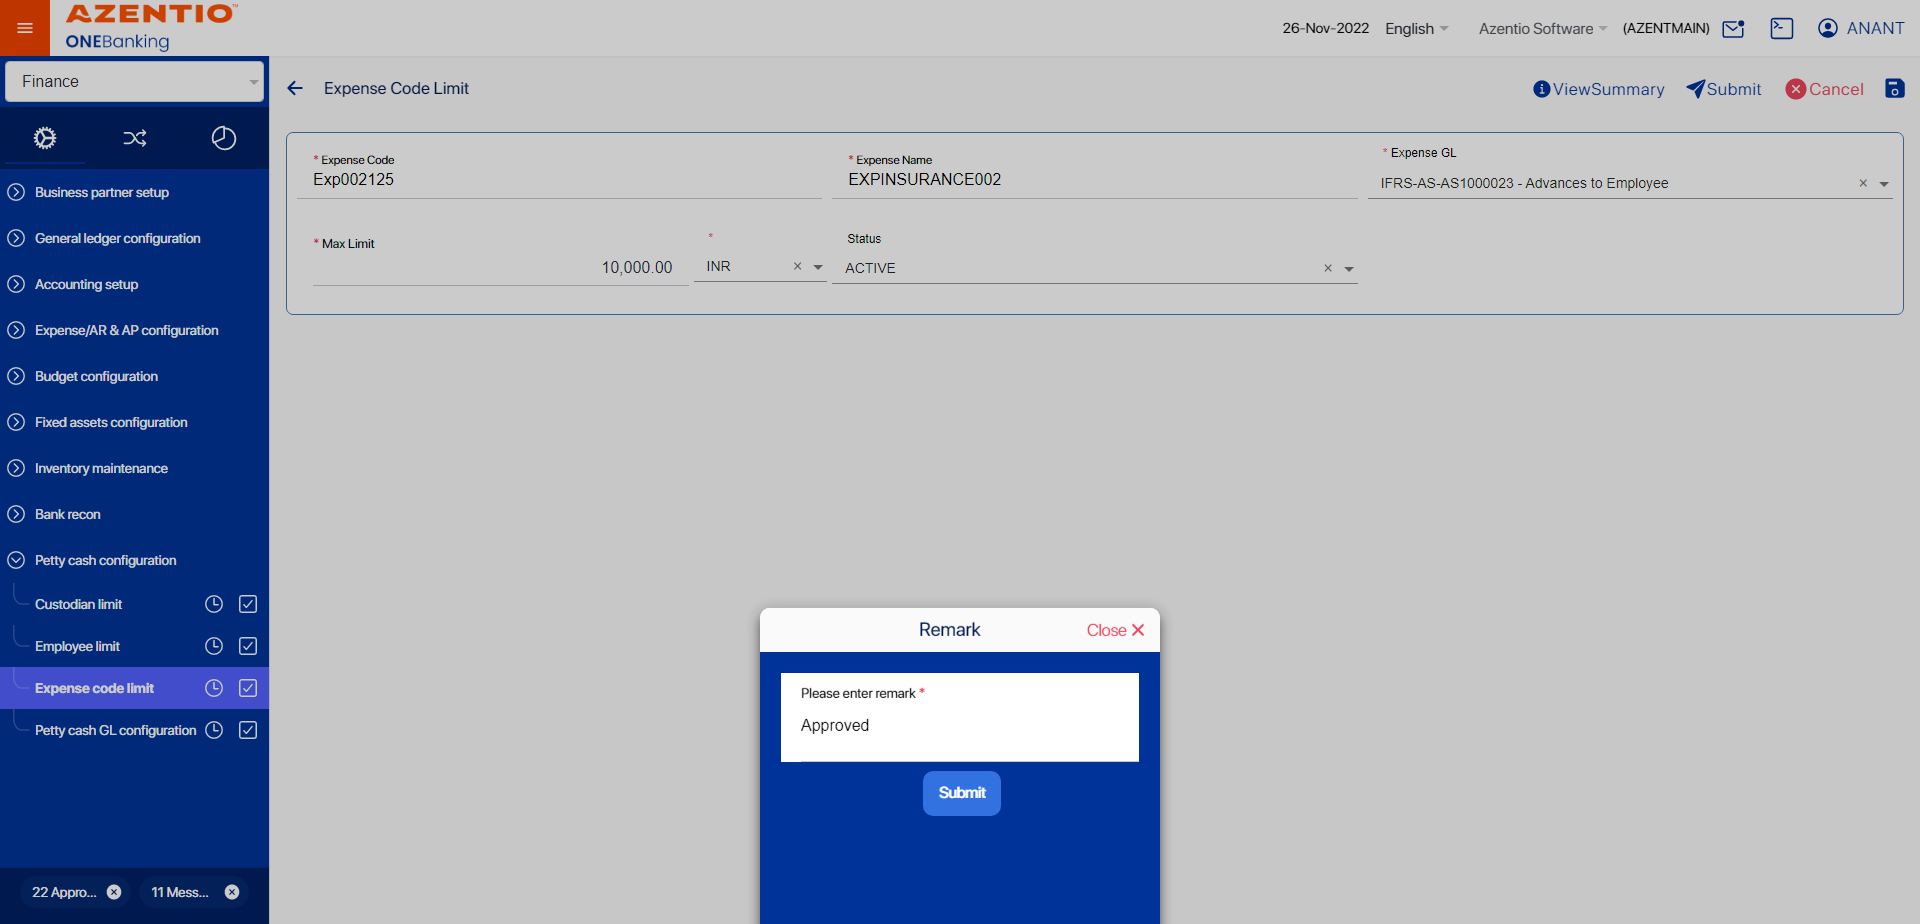 AZENTIO™
ONEBanking
26-Nov-2022
English
Azentio Software
(AZENTMAIN)
ANANT
Finance
Expense Code Limit
ViewSummary
Submit
Cancel
Business partner setup
General ledger configuration
Accounting setup
Expense/AR & AP configuration
Budget configuration
Fixed assets configuration
Inventory maintenance
Bank recon
Petty cash configuration
Custodian limit
Employee limit
Expense code limit
Petty cash GL configuration
22 Appro...
11 Mess...
* Expense Code
Exp002125
* Expense Name
EXPINSURANCE002
* Expense GL
IFRS-AS-AS1000023 - Advances to Employee
* Max Limit
10,000.00
*
INR
Status
ACTIVE
Remark
Close
Please enter remark *
Approved
Submit